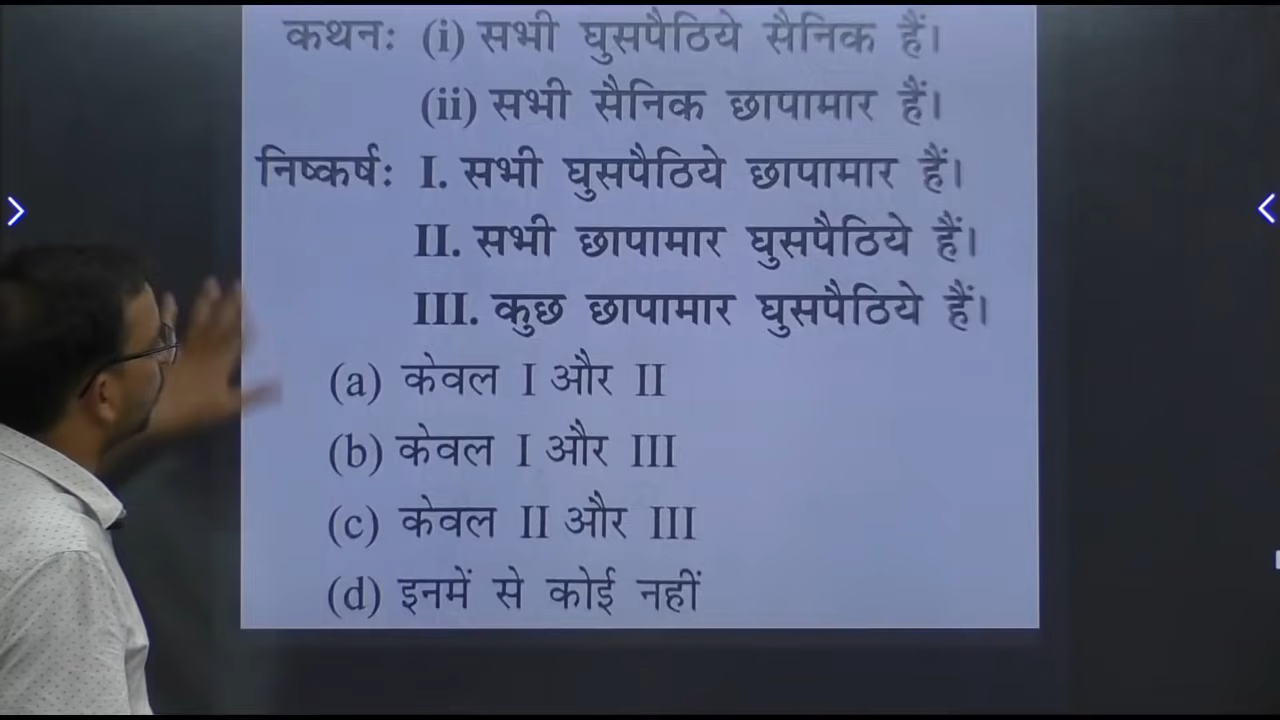 कथनः (i) सभी घुसपैठिये सैनिक हैं।
(ii) सभी सैनिक छापामार हैं।
निष्कर्षः I. सभी घुसपैठिये छापामार हैं।
II. सभी छापामार घुसपैठिये हैं।
III. कुछ छापामार घुसपैठिये हैं।
(a) केवल I और II
(b) केवल I और III
(c) केवल II और III
(d) इनमें से कोई नहीं